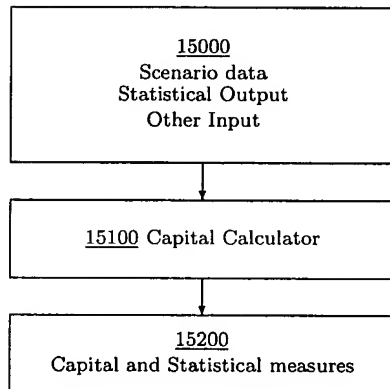 15000
Scenario data
Statistical Output
Other Input
15100 Capital Calculator
15200
Capital and Statistical measures